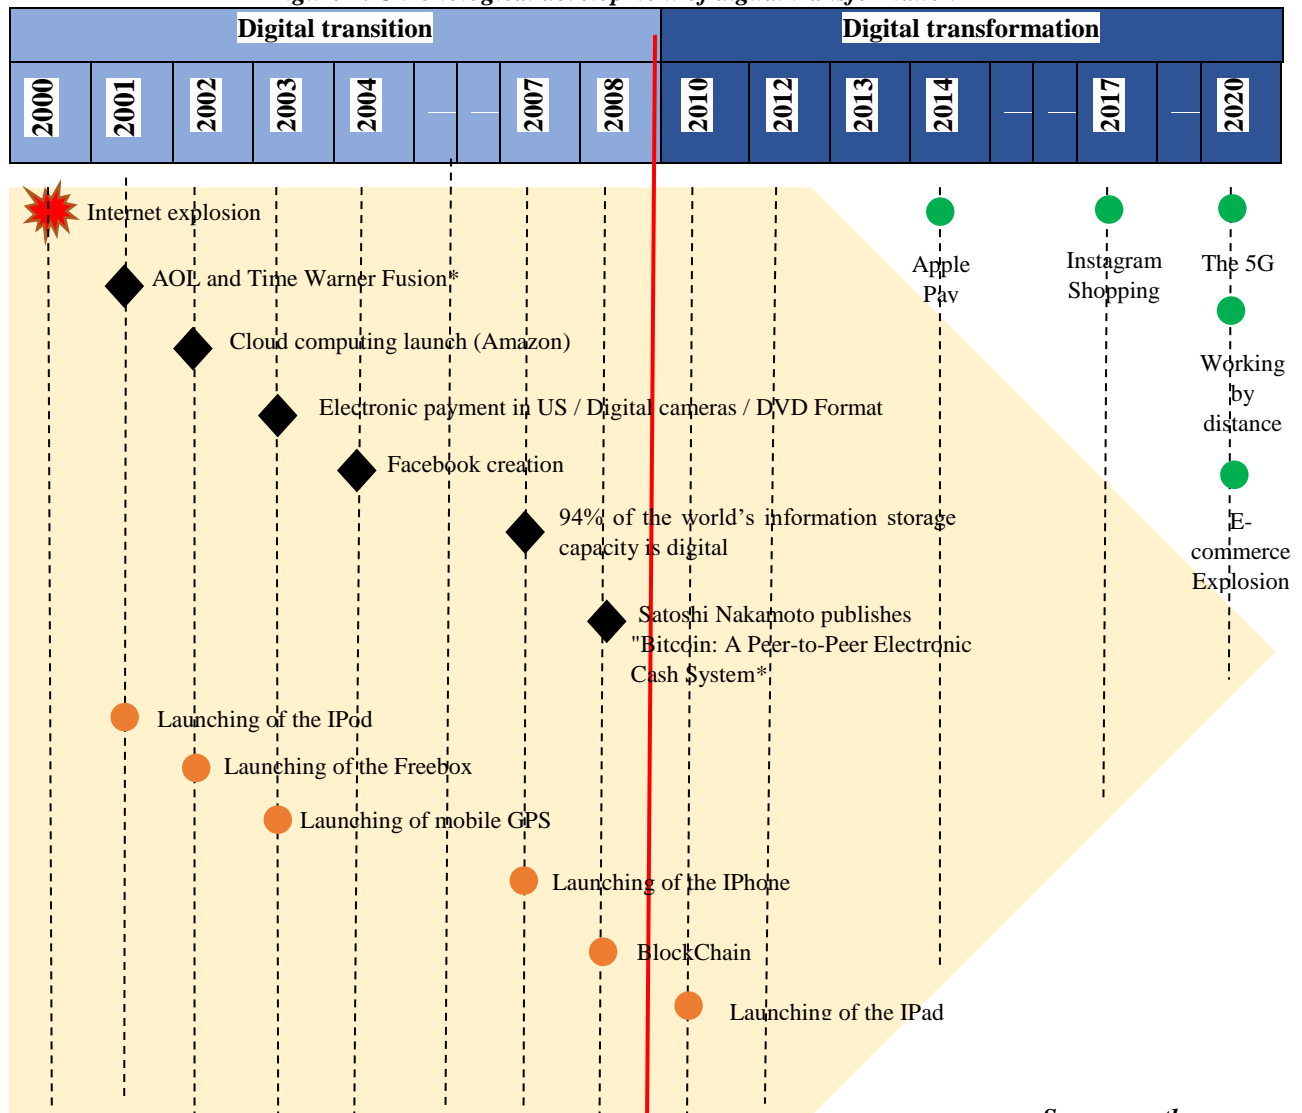 Digital transition
Digital transformation
2000
2001
2002
2003
2004
2007
2008
2010
2012
2013
2014
2017
2020
Internet explosion
AOL and Time Warner Fusion*
Cloud computing launch (Amazon)
Electronic payment in US / Digital cameras / DVD Format
Facebook creation
94% of the world's information storage
capacity is digital
Satoshi Nakamoto publishes
"Bitcoin: A Peer-to-Peer Electronic
Cash System*
Launching of the IPod
Launching of the Freebox
Launching of mobile GPS
Launching of the IPhone
BlockChain
Launching of the IPad
Apple
Pay
Instagram
Shopping
The 5G
Working
by
distance
E-
commerce
Explosion